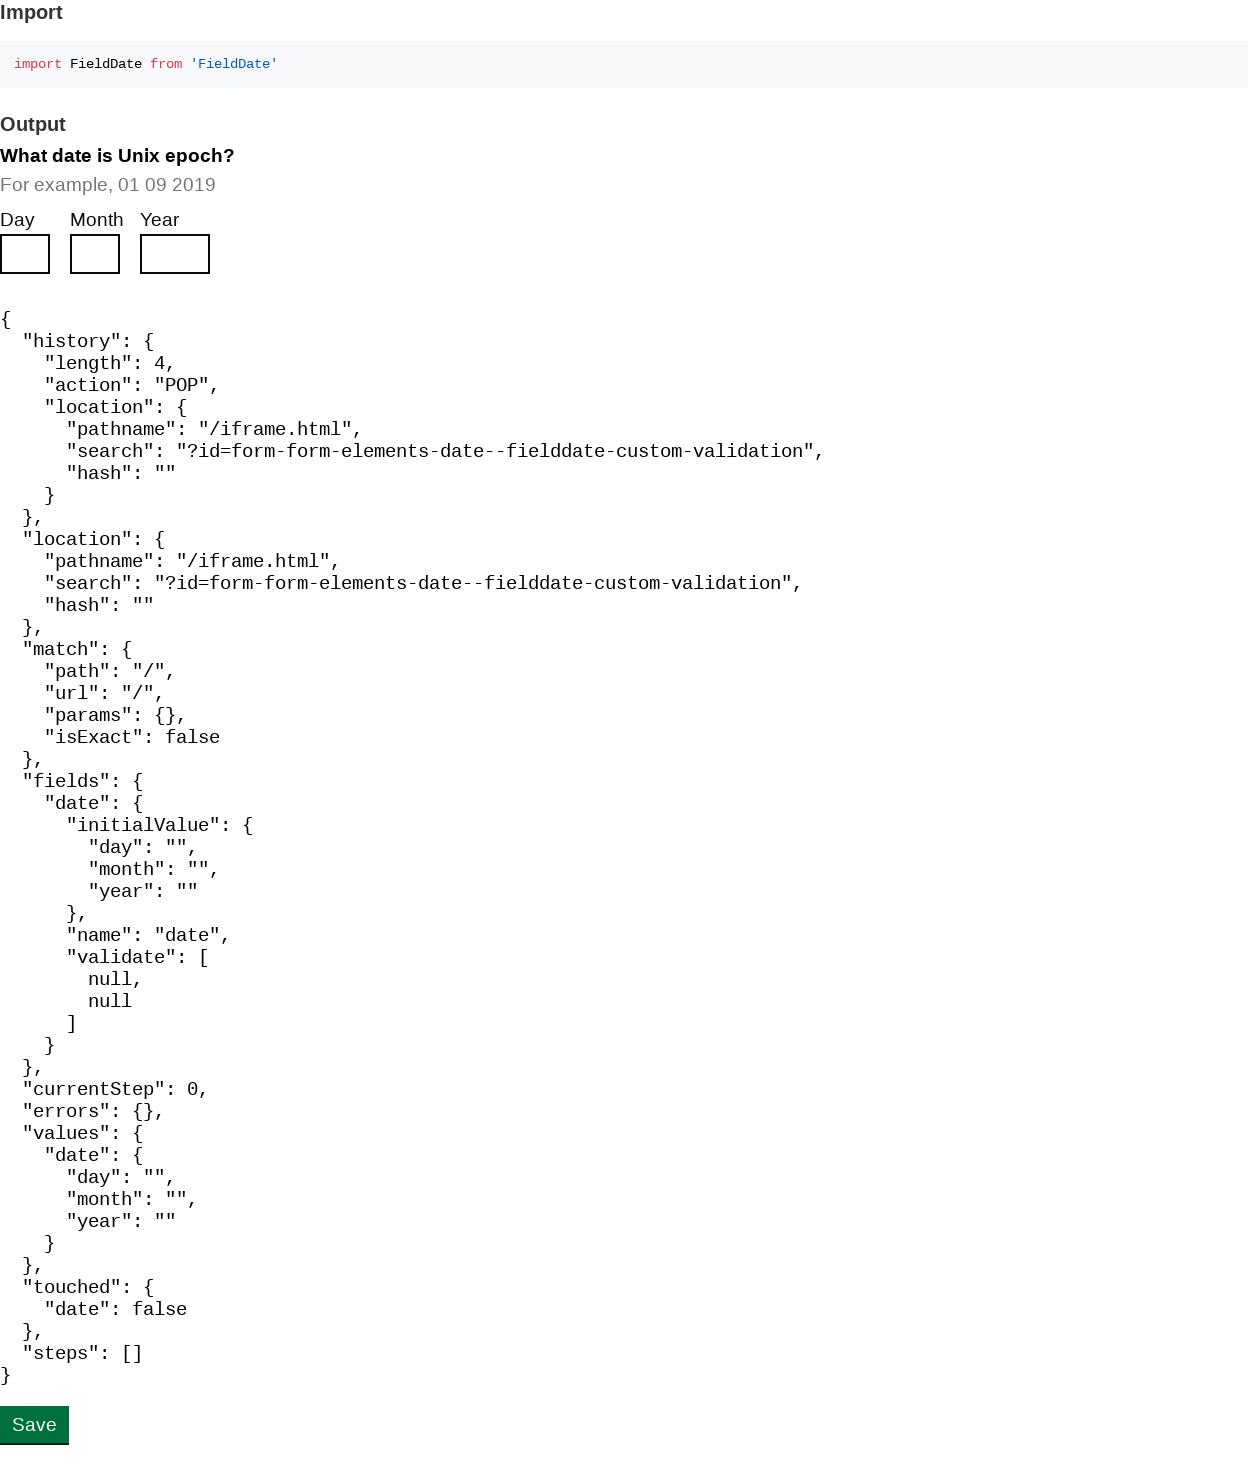 Import
import FieldDate from 'FieldDate'
Output
What date is Unix epoch?
For example, 01 09 2019
Day Month Year
{
  "history": {
    "length": 4,
    "action": "POP",
    "location": {
      "pathname": "/iframe.html",
      "search": "?id=form-form-elements-date--fielddate-custom-validation",
      "hash": ""
    }
  },
  "location": {
    "pathname": "/iframe.html",
    "search": "?id=form-form-elements-date--fielddate-custom-validation",
    "hash": ""
  },
  "match": {
    "path": "/",
    "url": "/",
    "params": {},
    "isExact": false
  },
  "fields": {
    "date": {
      "initialValue": {
        "day": "",
        "month": "",
        "year": ""
      },
      "name": "date",
      "validate": [
        null,
        null
      ]
    }
  },
  "currentStep": 0,
  "errors": {},
  "values": {
    "date": {
      "day": "",
      "month": "",
      "year": ""
    }
  },
  "touched": {
    "date": false
  },
  "steps": []
}
Save